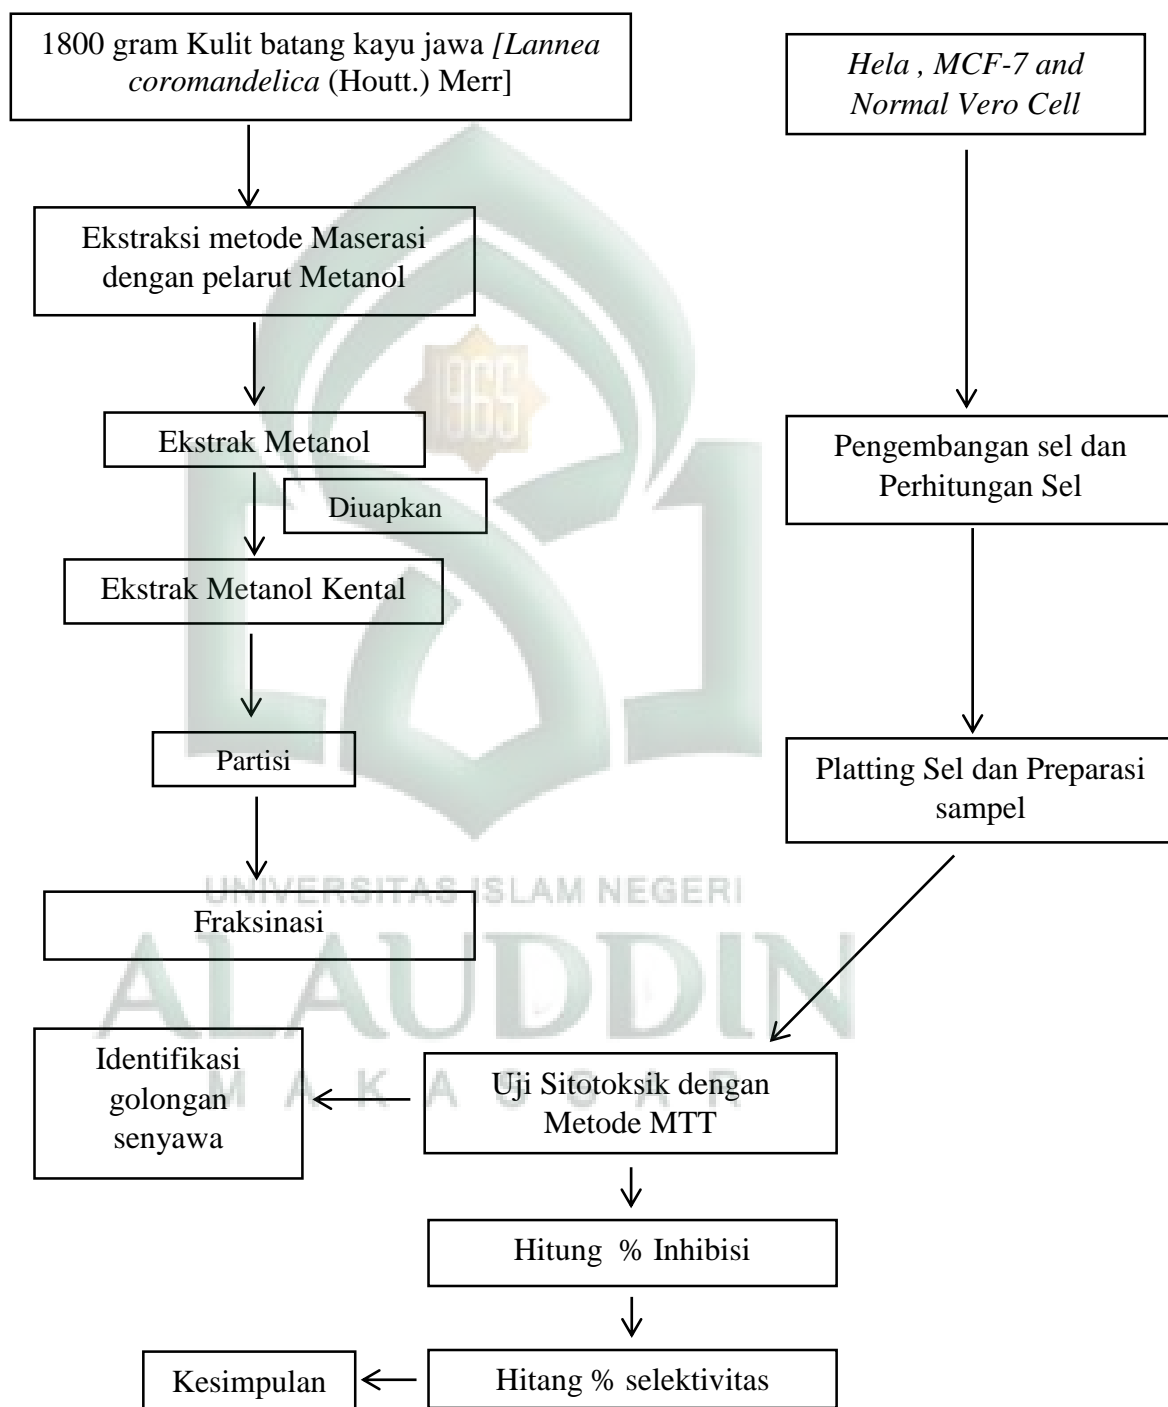 1800 gram Kulit batang kayu jawa [Lannea
coromandelica (Houtt.) Merr]
Ekstraksi metode Maserasi
dengan pelarut Metanol
Ekstrak Metanol
Diuapkan
Ekstrak Metanol Kental
Partisi
Fraksinasi
Hela , MCF-7 and
Normal Vero Cell
Pengembangan sel dan
Perhitungan Sel
Platting Sel dan Preparasi
sampel
Uji Sitotoksik dengan
Metode MTT
Identifikasi
golongan
senyawa
Hitung % Inhibisi
Hitang % selektivitas
Kesimpulan
1965
UNIVERSITAS ISLAM NEGERI
ALAUDDIN
MAKASSAR